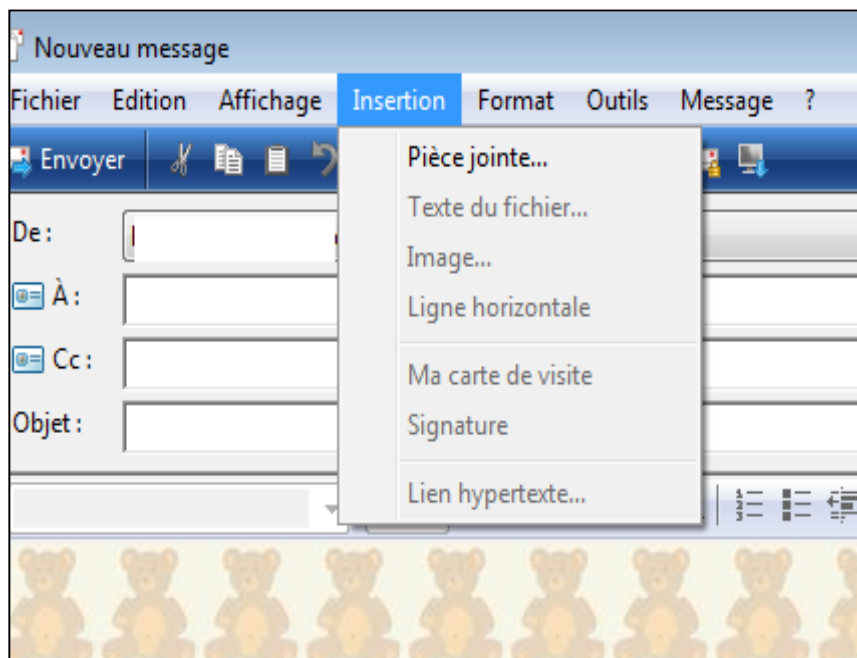 Nouveau message
Fichier Edition Affichage Insertion Format Outils Message ?
Envoyer
Pièce jointe...
Texte du fichier...
De :
Image...
À :
Ligne horizontale
Cc :
Ma carte de visite
Objet :
Signature
Lien hypertexte...